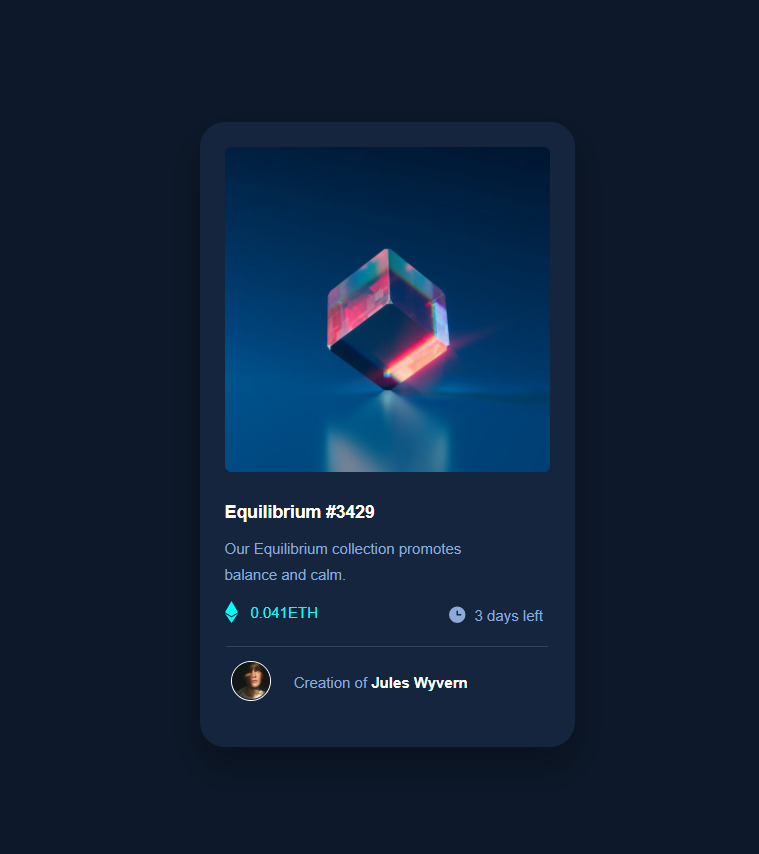 Equilibrium #3429
Our Equilibrium collection promotes
balance and calm.
0.041ETH
3 days left
Creation of Jules Wyvern